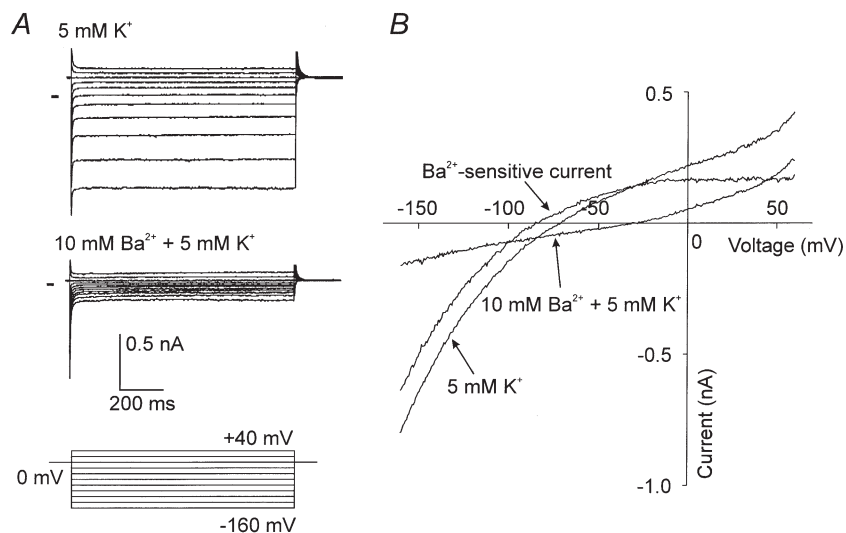 A
5 mM K⁺
10 mM Ba²⁺ + 5 mM K⁺
0.5 nA
200 ms
+40 mV
0 mV
-160 mV
B
0.5
Ba²⁺-sensitive current
-150
-100
-50
50
0
Voltage (mV)
10 mM Ba²⁺ + 5 mM K⁺
-0.5
5 mM K⁺
Current (nA)
-1.0